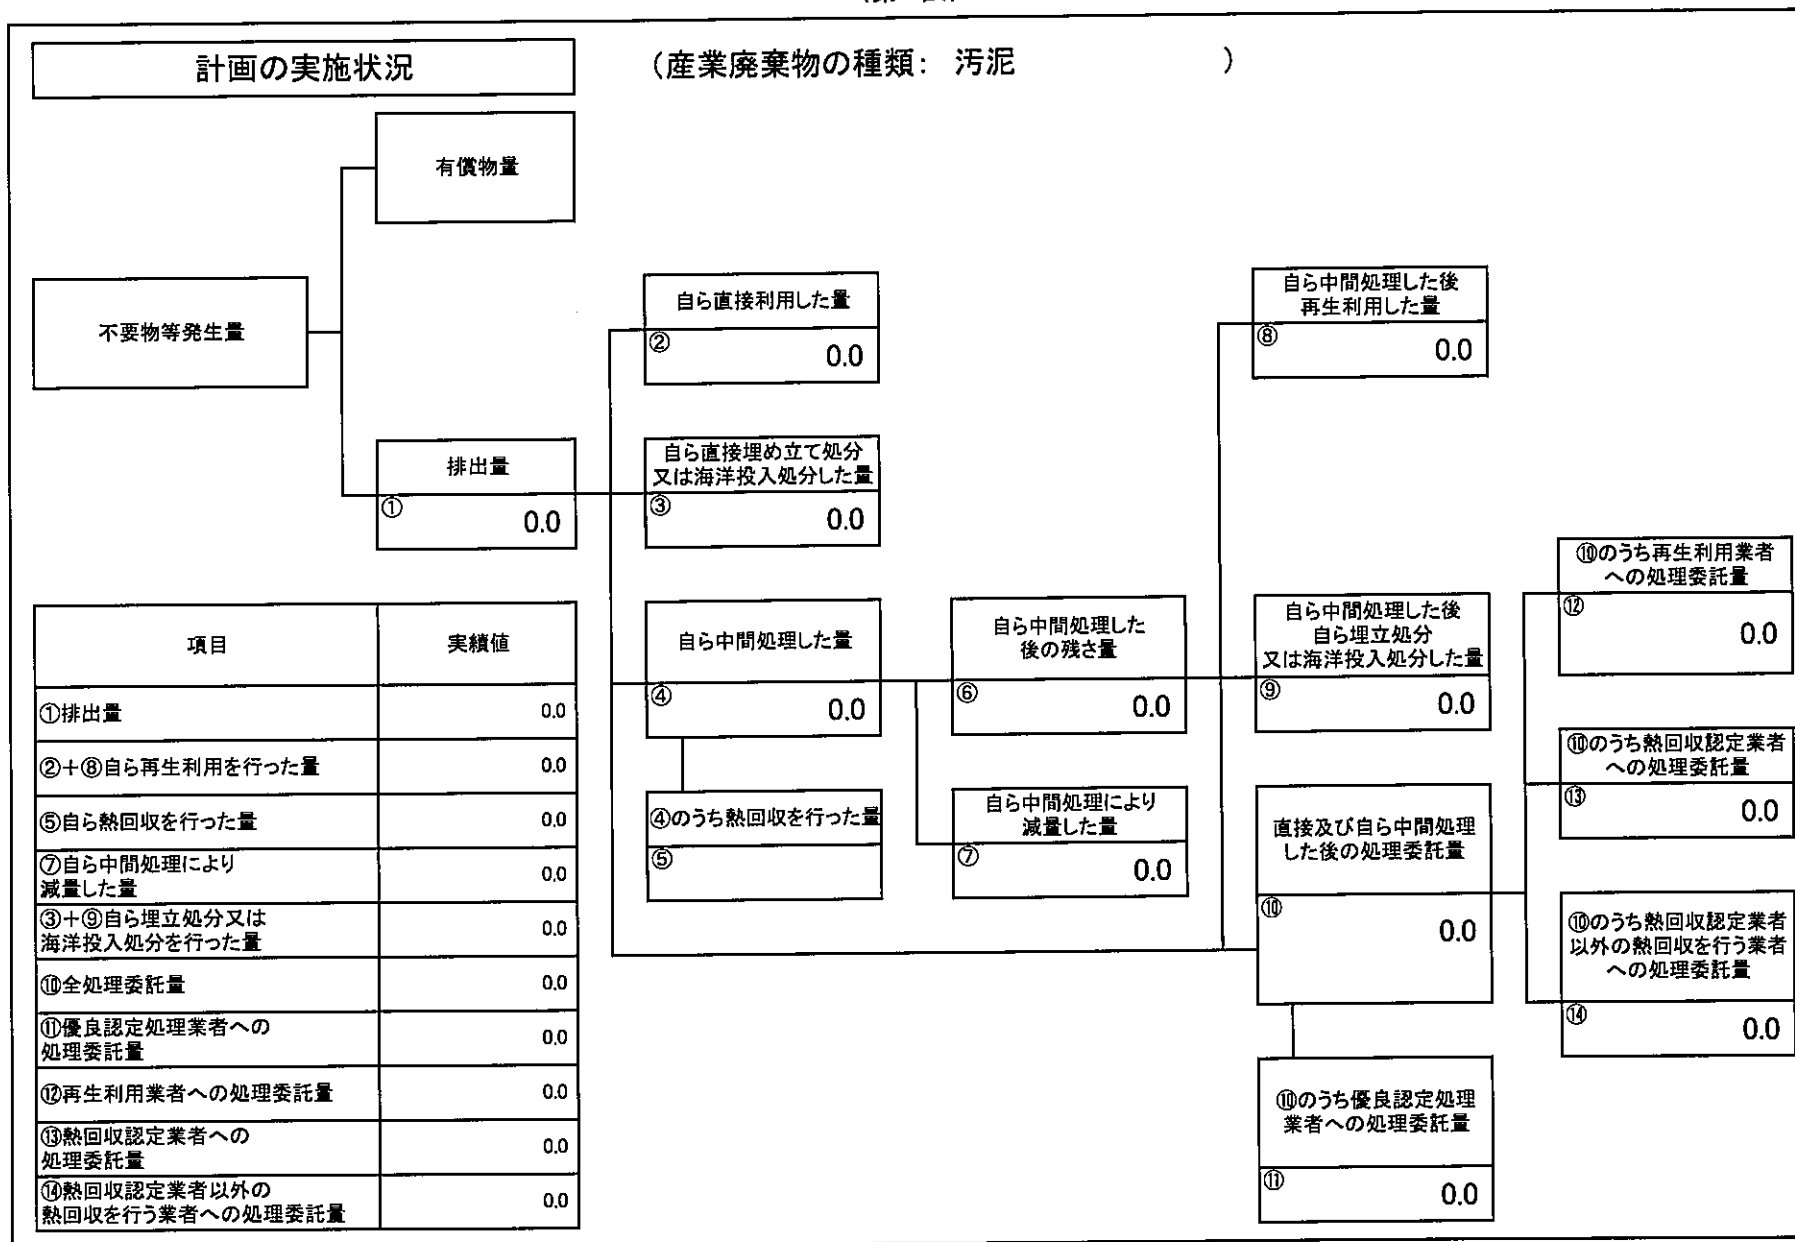 計画の実施状況
（産業廃棄物の種類： 汚泥 ）
有償物量
不要物等発生量
排出量
① 0.0
自ら直接利用した量
② 0.0
自ら直接埋め立て処分
又は海洋投入処分した量
③ 0.0
自ら中間処理した量
④ 0.0
④のうち熱回収を行った量
⑤
自ら中間処理した
後の残さ量
⑥ 0.0
自ら中間処理により
減量した量
⑦ 0.0
自ら中間処理した後
再生利用した量
⑧ 0.0
自ら中間処理した後
自ら埋立処分
又は海洋投入処分した量
⑨ 0.0
直接及び自ら中間処理
した後の処理委託量
⑩ 0.0
⑩のうち優良認定処理
業者への処理委託量
⑪ 0.0
⑩のうち再生利用業者
への処理委託量
⑫ 0.0
⑩のうち熱回収認定業者
への処理委託量
⑬ 0.0
⑩のうち熱回収認定業者
以外の熱回収を行う業者
への処理委託量
⑭ 0.0
項目 実績値
①排出量 0.0
②＋⑧自ら再生利用を行った量 0.0
⑤自ら熱回収を行った量 0.0
⑦自ら中間処理により
減量した量 0.0
③＋⑨自ら埋立処分又は
海洋投入処分を行った量 0.0
⑩全処理委託量 0.0
⑪優良認定処理業者への
処理委託量 0.0
⑫再生利用業者への処理委託量 0.0
⑬熱回収認定業者への
処理委託量 0.0
⑭熱回収認定業者以外の
熱回収を行う業者への処理委託量 0.0